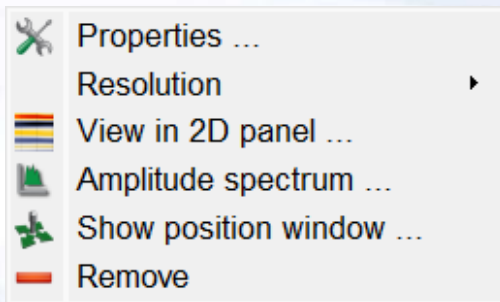 Properties ...
Resolution
View in 2D panel ...
Amplitude spectrum ...
Show position window ...
Remove